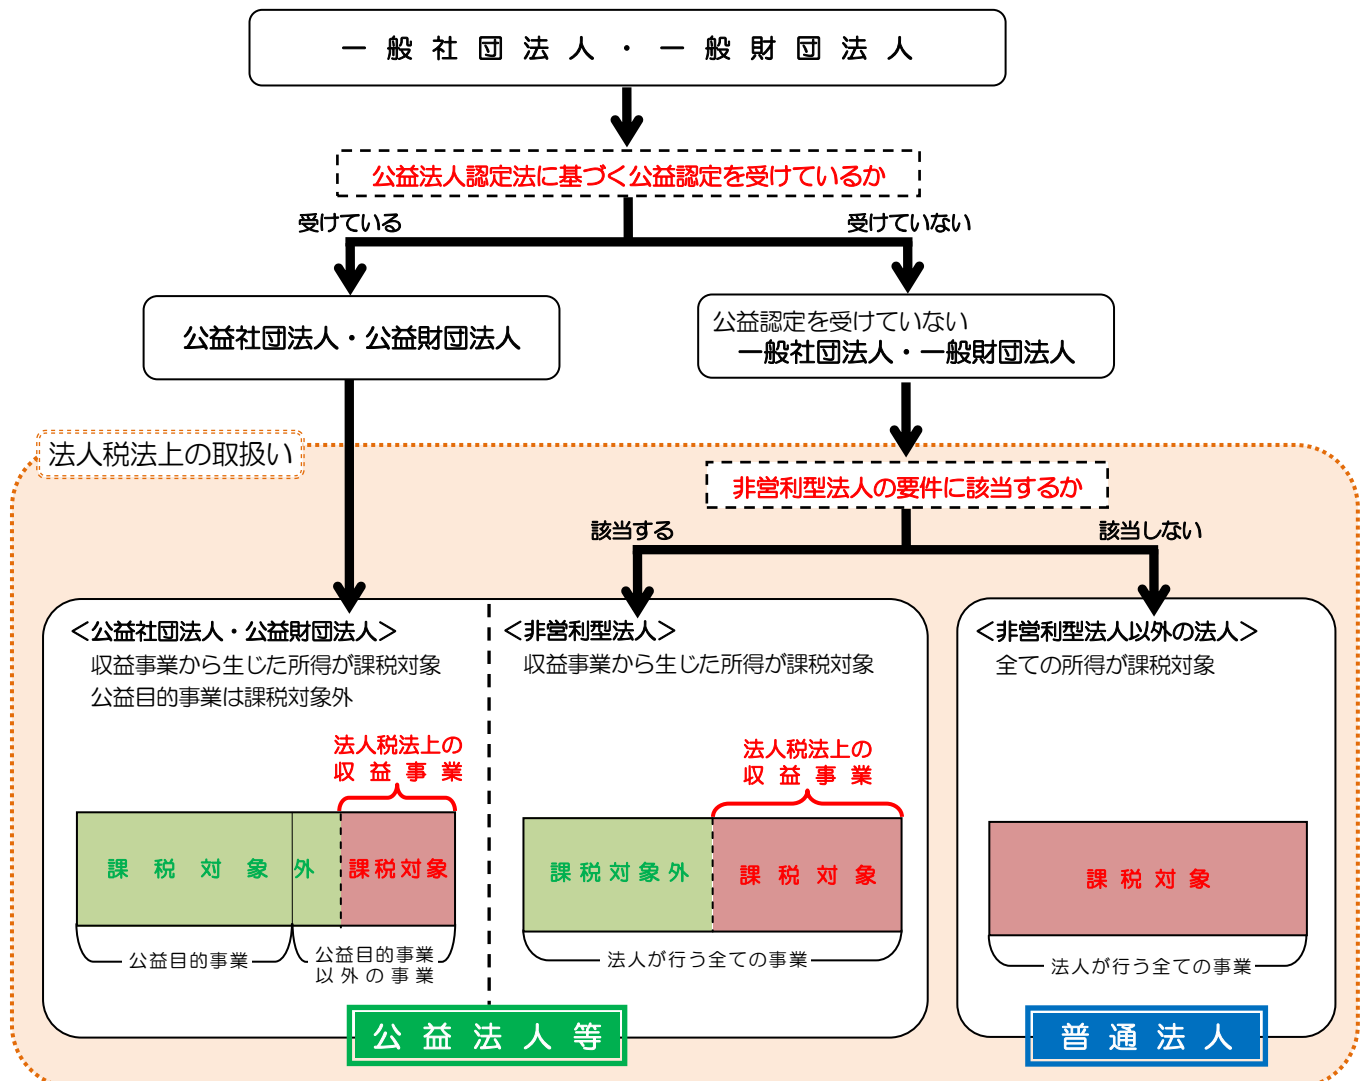 一般社団法人・一般財団法人
公益法人認定法に基づく公益認定を受けているか
受けている
受けていない
公益社団法人・公益財団法人
公益認定を受けていない
一般社団法人・一般財団法人
法人税法上の取扱い
非営利型法人の要件に該当するか
該当する
該当しない
＜公益社団法人・公益財団法人＞
収益事業から生じた所得が課税対象
公益目的事業は課税対象外
法人税法上の
収益事業
課税対象外
課税対象
公益目的事業
公益目的事業
以外の事業
＜非営利型法人＞
収益事業から生じた所得が課税対象
法人税法上の
収益事業
課税対象外
課税対象
法人が行う全ての事業
公益法人等
＜非営利型法人以外の法人＞
全ての所得が課税対象
課税対象
法人が行う全ての事業
普通法人